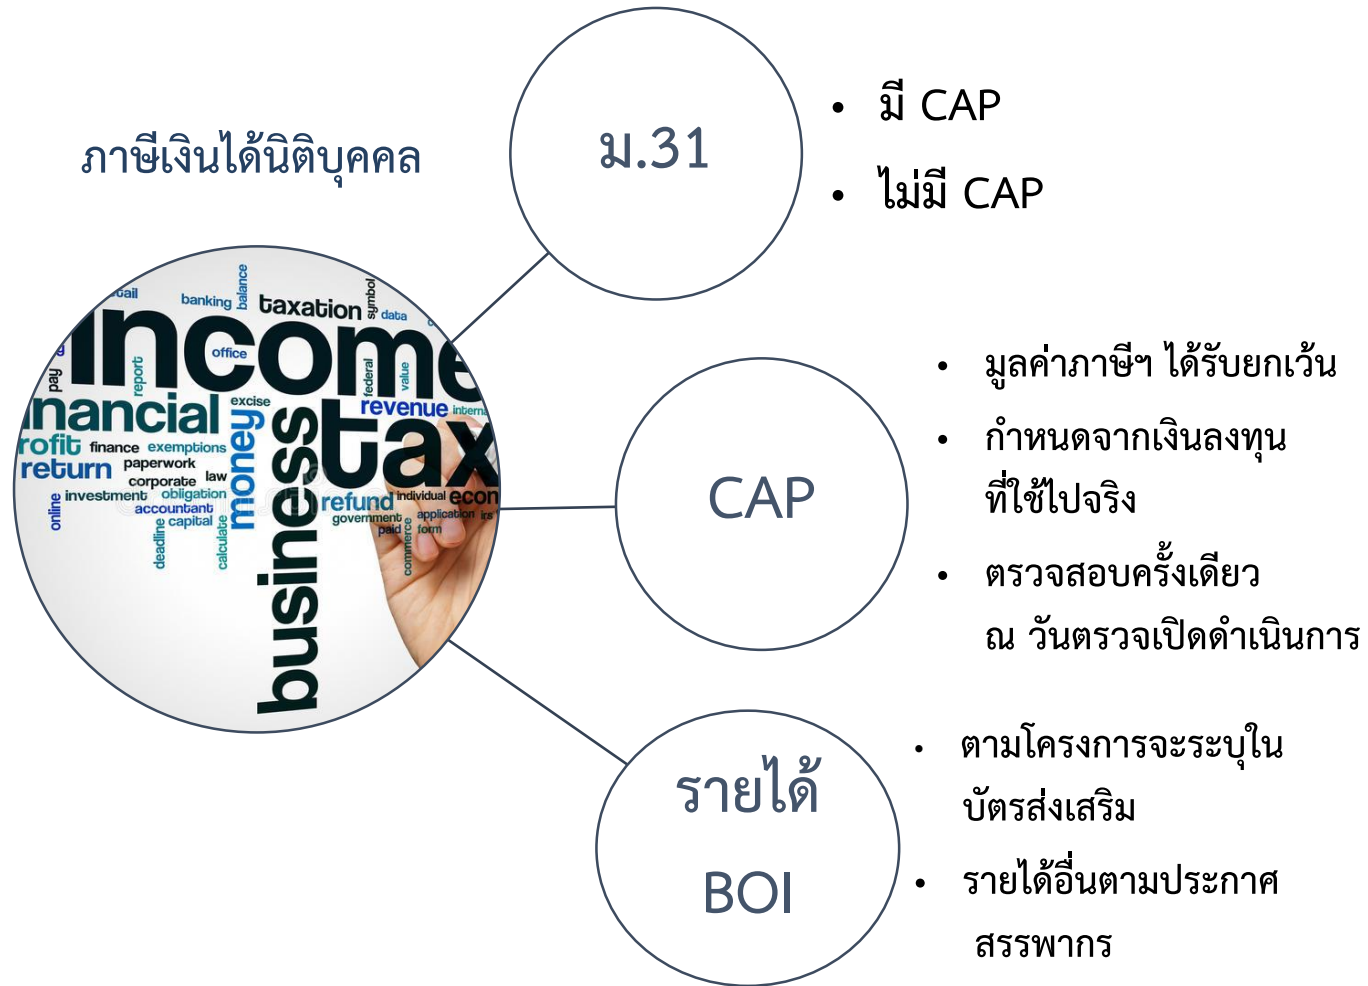 ภาษีเงินได้นิติบุคคล
ม.31
• มี CAP
• ไม่มี CAP
CAP
• มูลค่าภาษีฯ ได้รับยกเว้น
• กำหนดจากเงินลงทุน
ที่ใช้ไปจริง
• ตรวจสอบครั้งเดียว
ณ วันตรวจเปิดดำเนินการ
รายได้
BOI
• ตามโครงการจะระบุใน
บัตรส่งเสริม
• รายได้อื่นตามประกาศ
สรรพากร
banking
balance
taxation
symbol
data
income
office
pay
report
federal
value
excise
revenue
financial
money
business
tax
profit
finance
exemptions
return
paperwork
corporate
law
online
investment
obligation
accountant
capital
deadline
calculate
refund
individual
government
application
irs
paid
form
commerce